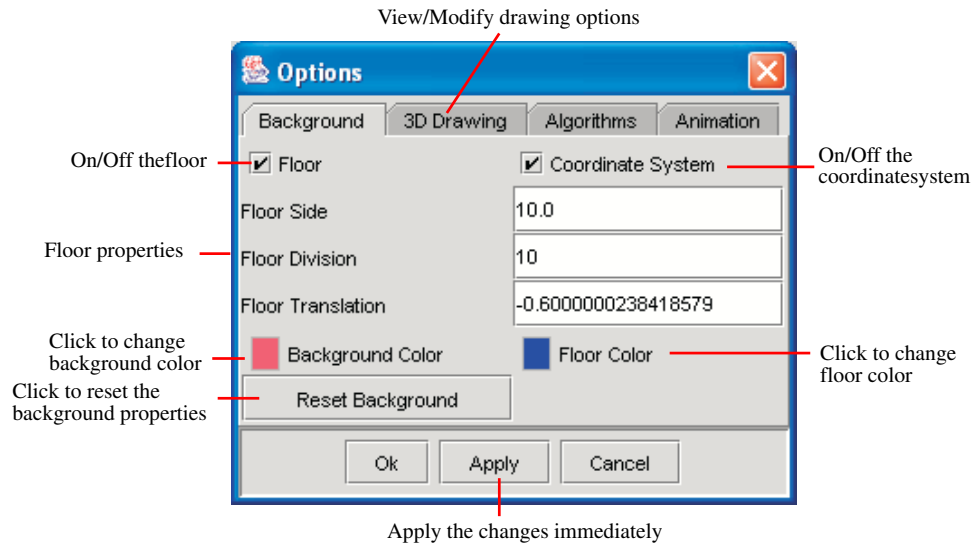 View/Modify drawing options
Options
Background
3D Drawing
Algorithms
Animation
On/Off thefloor
Floor
Coordinate System
On/Off the
coordinatesystem
Floor Side
10.0
Floor properties
Floor Division
10
Floor Translation
-0.6000000238418579
Click to change
background color
Background Color
Floor Color
Click to change
floor color
Click to reset the
background properties
Reset Background
Ok
Apply
Cancel
Apply the changes immediately